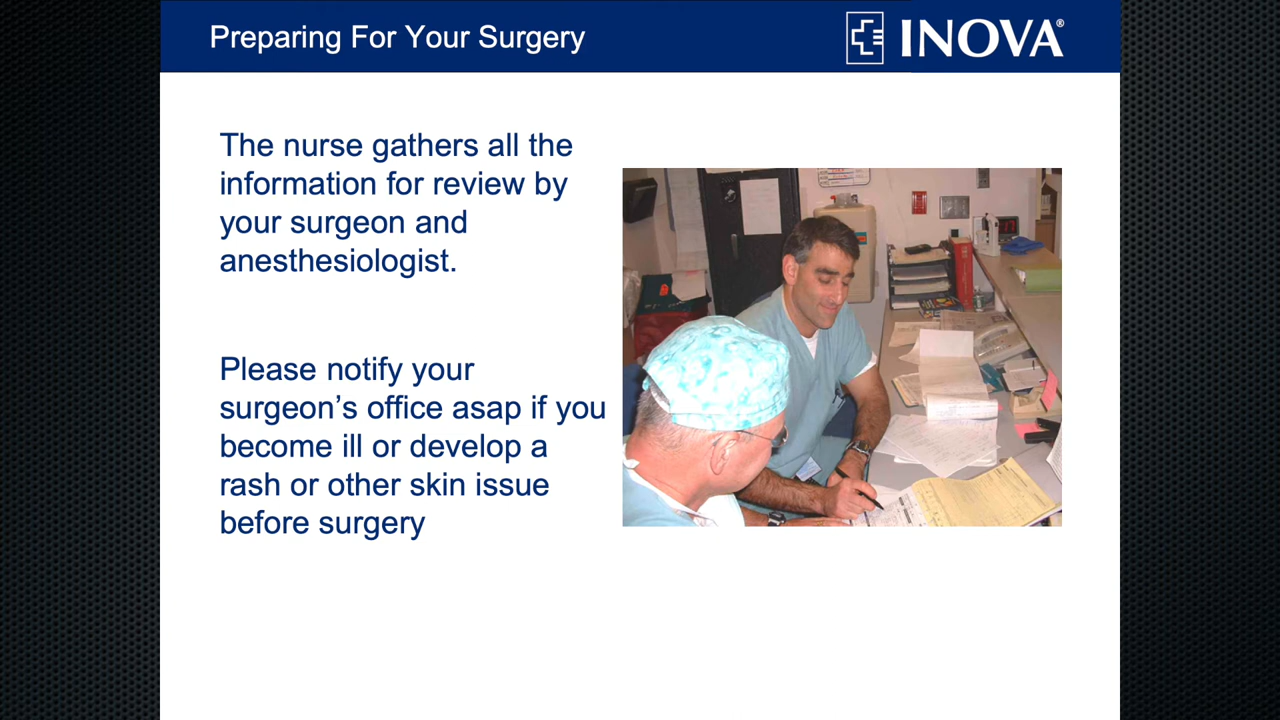 Preparing For Your Surgery
INOVA®
The nurse gathers all the
information for review by
your surgeon and
anesthesiologist.
Please notify your
surgeon’s office asap if you
become ill or develop a
rash or other skin issue
before surgery